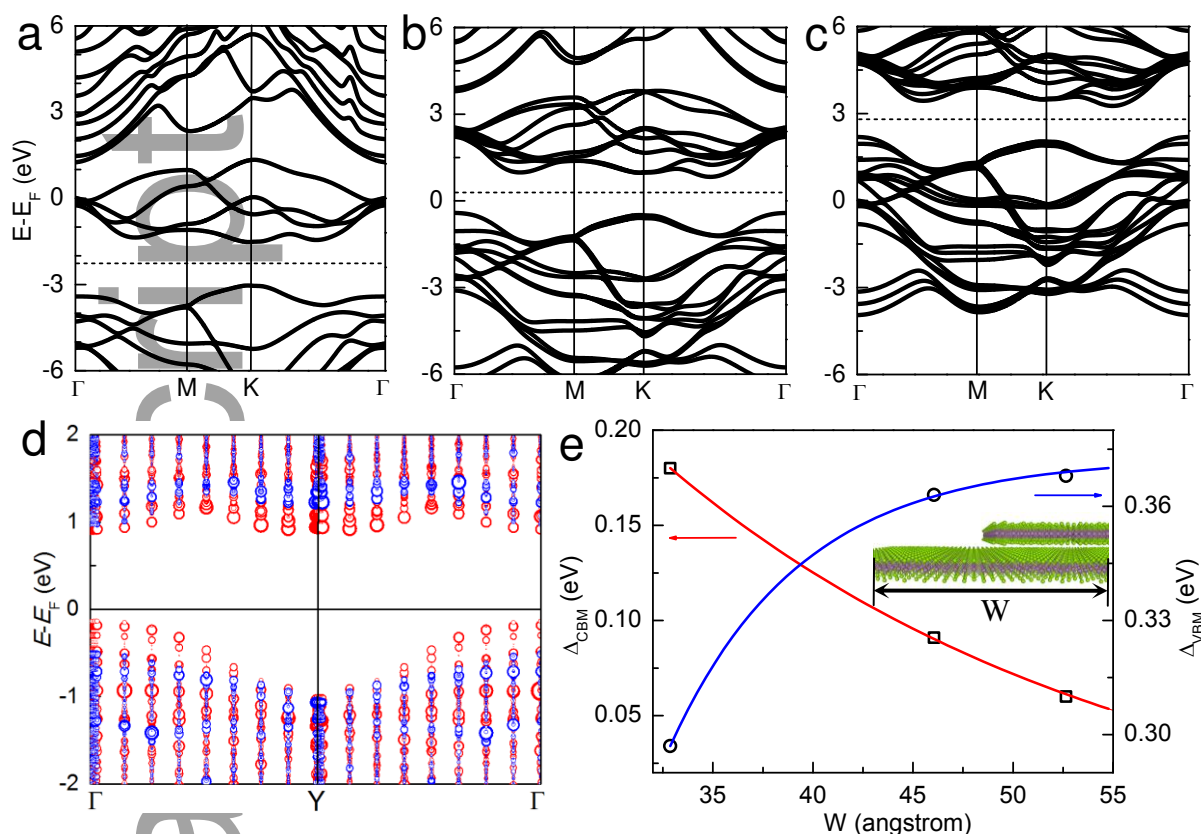 a
b
c
6
3
0
-3
-6
E-E_F (eV)
Γ
M
K
Γ
6
3
0
-3
-6
Γ
M
K
Γ
6
3
0
-3
-6
Γ
M
K
Γ
d
2
1
0
-1
-2
E-E_F (eV)
Γ
Y
Γ
e
0.20
0.15
0.10
0.05
Δ_CBM (eV)
0.36
0.33
0.30
Δ_VBM (eV)
W
35
40
45
50
55
W (angstrom)